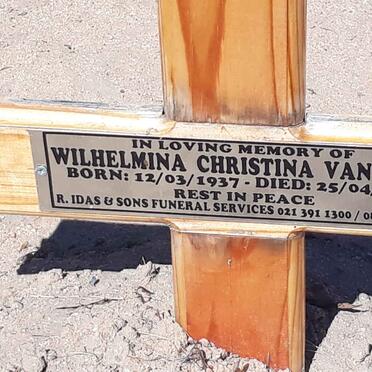 IN LOVING MEMORY OF
WILHELMINA CHRISTINA VAN
BORN: 12/03/1937 - DIED: 25/04/
REST IN PEACE
R. IDAS & SONS FUNERAL SERVICES 021 391 1300 / 08